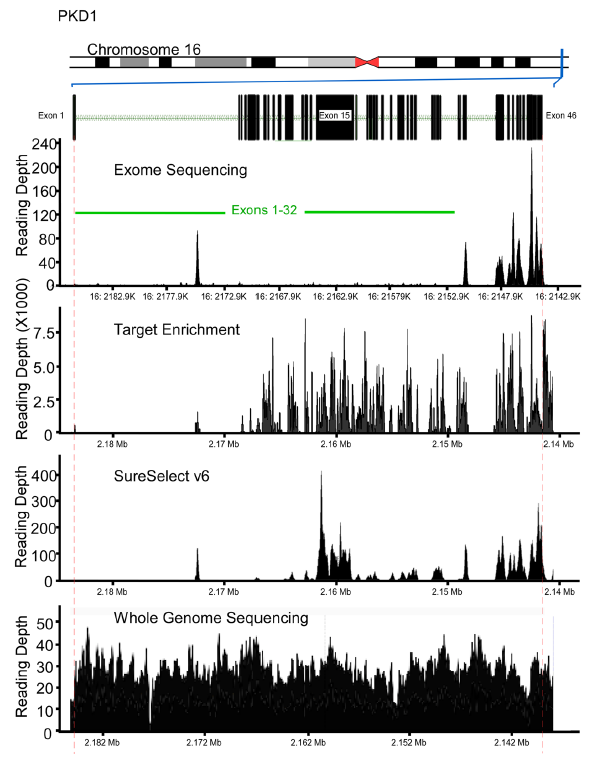 PKD1
Chromosome 16
Exon 1
Exon 15
Exon 46
Reading Depth
240
200
160
120
80
40
0
Exome Sequencing
Exons 1-32
16: 2182.9K 16: 2177.9K 16: 2172.9K 16: 2167.9K 16: 2162.9K 16: 21579K 16: 2152.9K 16: 2147.9K 16: 2142.9K
Reading Depth (X1000)
7.5
5.0
2.5
0
Target Enrichment
2.18 Mb 2.17 Mb 2.16 Mb 2.15 Mb 2.14 Mb
Reading Depth
400
300
200
100
0
SureSelect v6
2.18 Mb 2.17 Mb 2.16 Mb 2.15 Mb 2.14 Mb
Reading Depth
50
40
30
20
10
0
Whole Genome Sequencing
2.182 Mb 2.172 Mb 2.162 Mb 2.152 Mb 2.142 Mb